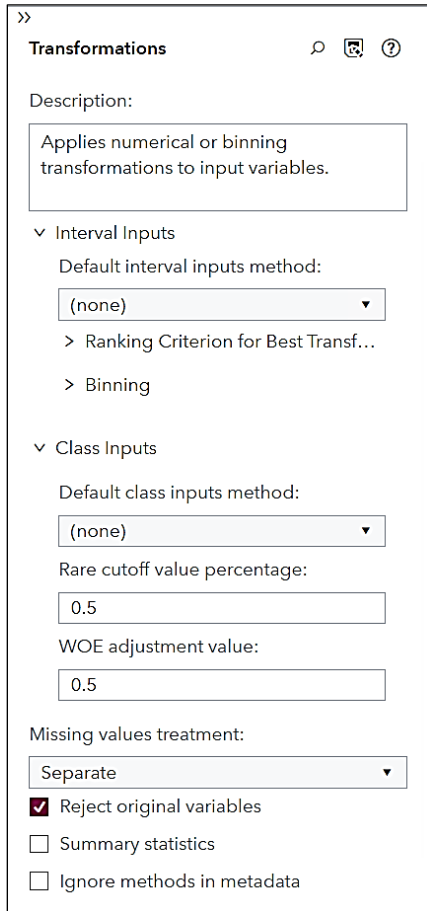 Transformations
Description:
Applies numerical or binning
transformations to input variables.
Interval Inputs
Default interval inputs method:
(none)
Ranking Criterion for Best Transf...
Binning
Class Inputs
Default class inputs method:
(none)
Rare cutoff value percentage:
0.5
WOE adjustment value:
0.5
Missing values treatment:
Separate
Reject original variables
Summary statistics
Ignore methods in metadata